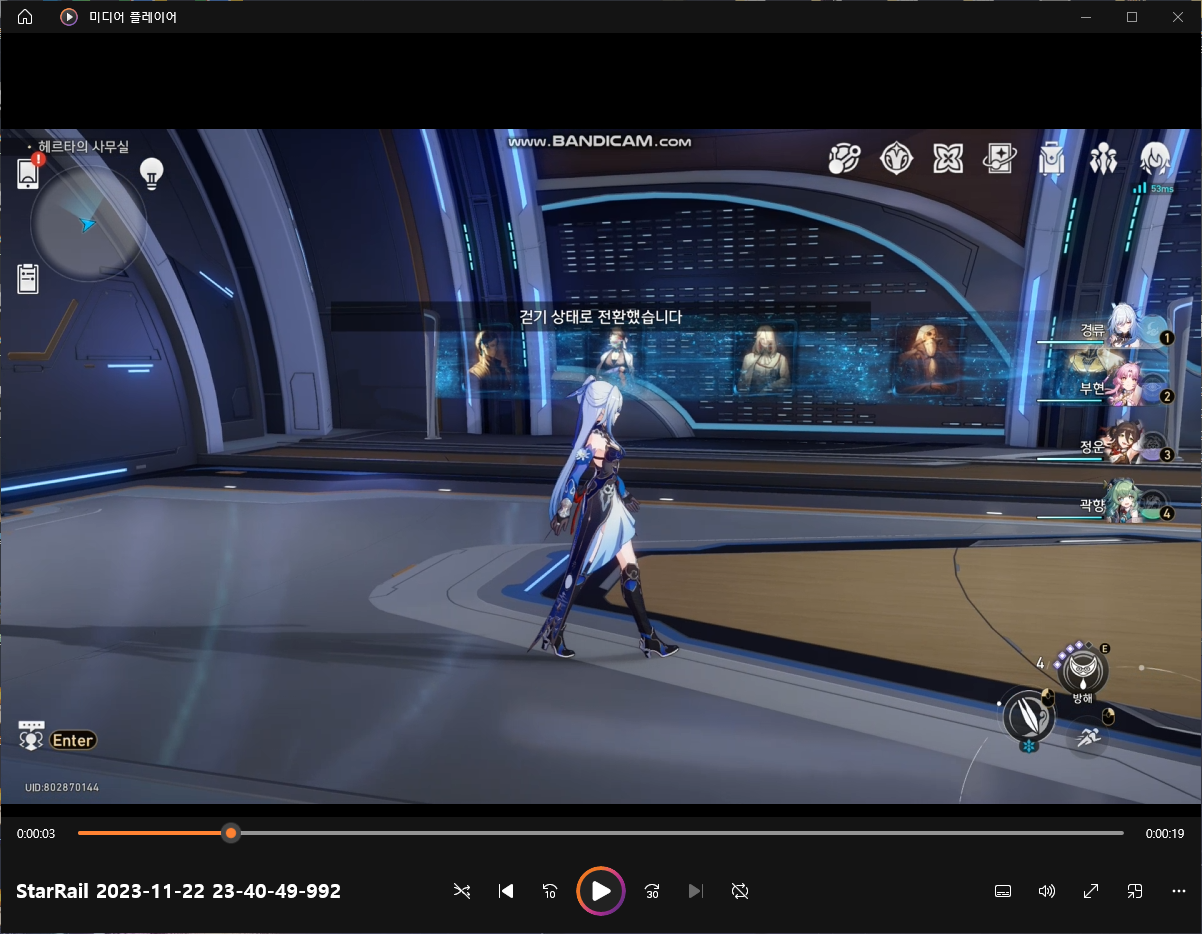 미디어 플레이어
• 헤르타의 사무실
www.BANDICAM.com
53ms
걷기 상태로 전환했습니다
경류
1
부현
2
정운
3
곽향
4
4
E
방해
Enter
UID:802870144
0:00:03
0:00:19
StarRail 2023-11-22 23-40-49-992
10
30